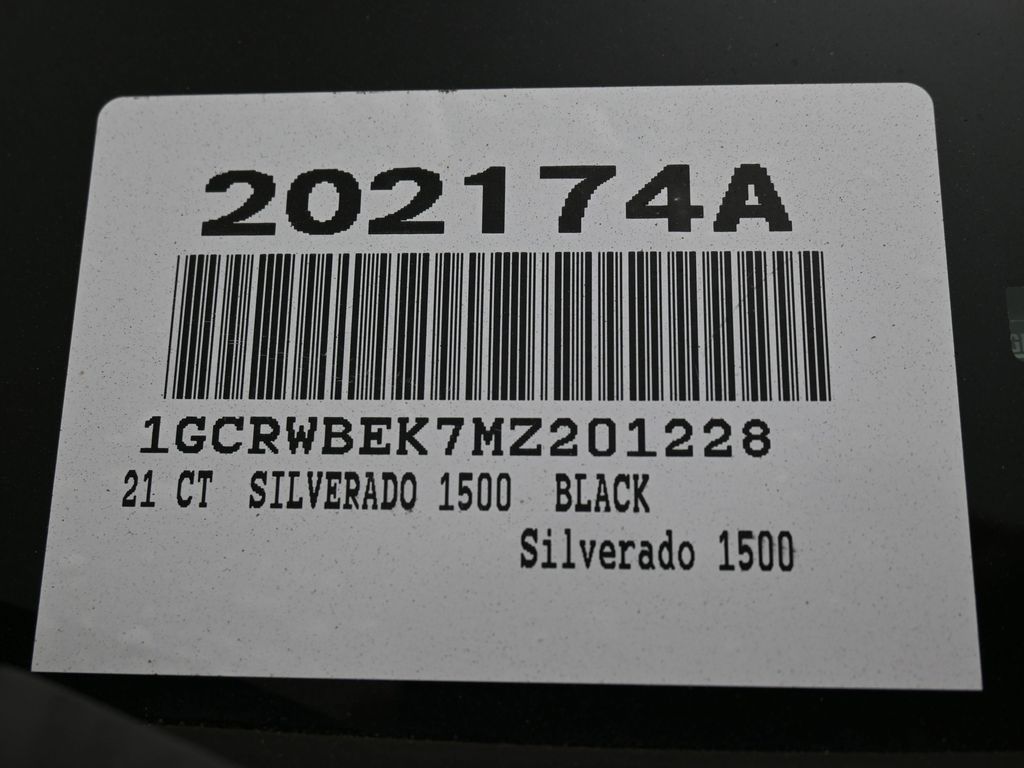 202174A
1GCRWBEK7MZ201228
21 CT SILVERADO 1500 BLACK
Silverado 1500